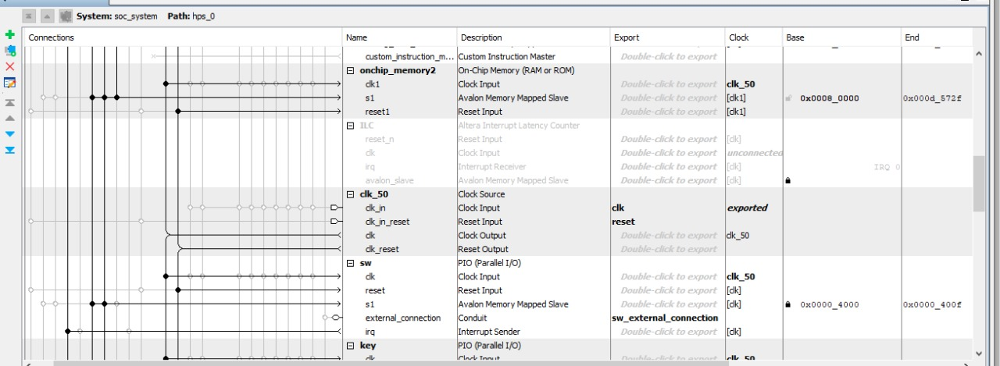 System: soc_system Path: hps_0
Connections Name Description Export Clock Base End
custom_instruction_m... Custom Instruction Master Double-click to export
onchip_memory2 On-Chip Memory (RAM or ROM)
clk1 Clock Input Double-click to export clk_50
s1 Avalon Memory Mapped Slave Double-click to export [clk1] 0x0008_0000 0x000d_572f
reset1 Reset Input Double-click to export [clk1]
ILC Altera Interrupt Latency Counter
reset_n Reset Input Double-click to export [clk]
clk Clock Input Double-click to export unconnected
irq Interrupt Receiver Double-click to export [clk] IRQ 0
avalon_slave Avalon Memory Mapped Slave Double-click to export [clk]
clk_50 Clock Source
clk_in Clock Input clk exported
clk_in_reset Reset Input reset
clk Clock Output Double-click to export clk_50
clk_reset Reset Output Double-click to export
sw PIO (Parallel I/O)
clk Clock Input Double-click to export clk_50
reset Reset Input Double-click to export [clk]
s1 Avalon Memory Mapped Slave Double-click to export [clk] 0x0000_4000 0x0000_400f
external_connection Conduit sw_external_connection
irq Interrupt Sender Double-click to export [clk]
key PIO (Parallel I/O)
clk Clock Input Double-click to export clk_50